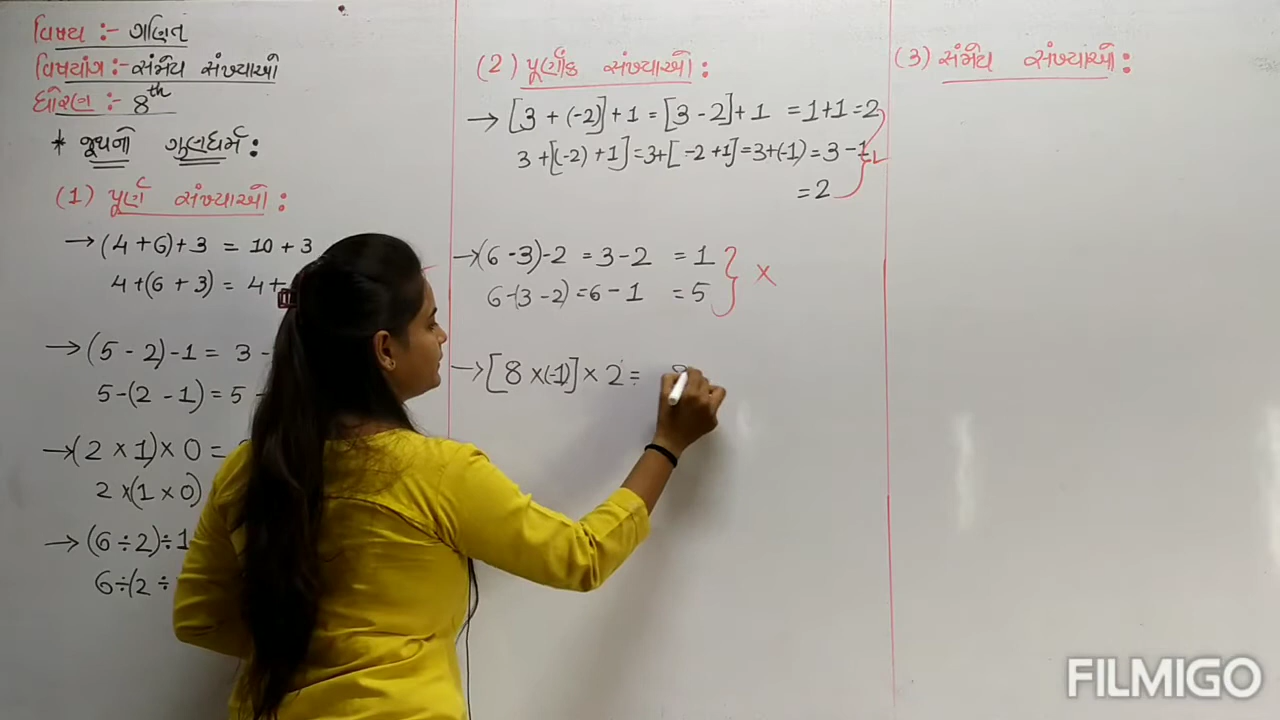 વિષય :- ગણિત
વિષયાંગ :- સંમેય સંખ્યાઓ
ધોરણ :- 8th
* જૂથનો ગુણધર્મ :
(1) પૂર્ણ સંખ્યાઓ :
→ (4 + 6) + 3 = 10 + 3
4 + (6 + 3) = 4 +
→ (5 - 2) - 1 = 3 -
5 - (2 - 1) = 5 -
→ (2 × 1) × 0 =
2 × (1 × 0)
→ (6 ÷ 2) ÷ 1
6 ÷ (2 ÷
(2) પૂર્ણાંક સંખ્યાઓ :
→ [3 + (-2)] + 1 = [3 - 2] + 1 = 1 + 1 = 2
3 + [(-2) + 1] = 3 + [-2 + 1] = 3 + (-1) = 3 - 1
= 2
→ (6 - 3) - 2 = 3 - 2 = 1
6 - (3 - 2) = 6 - 1 = 5
×
→ [8 × (-1)] × 2 =
(3) સંમેય સંખ્યાઓ :
FILMIGO